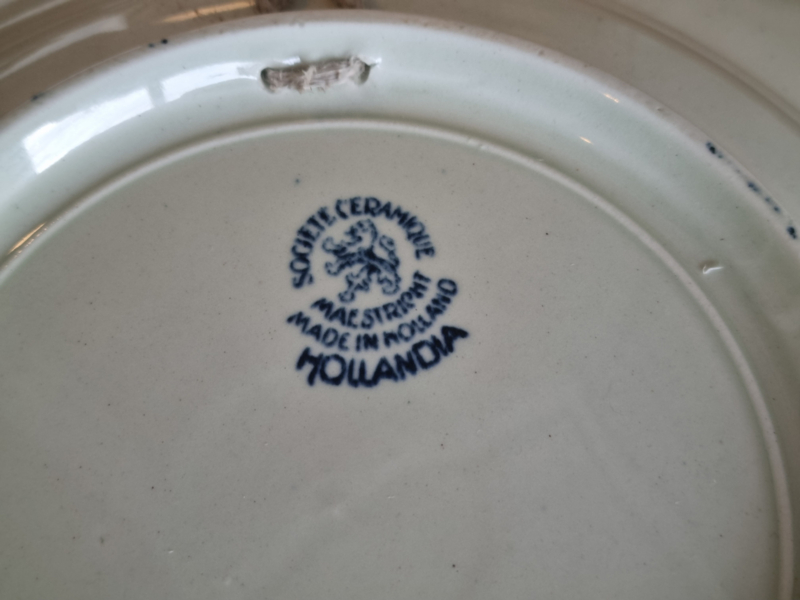 SOCIETE CERAMIQUE
MAESTRICHT
MADE IN HOLLAND
HOLLANDIA